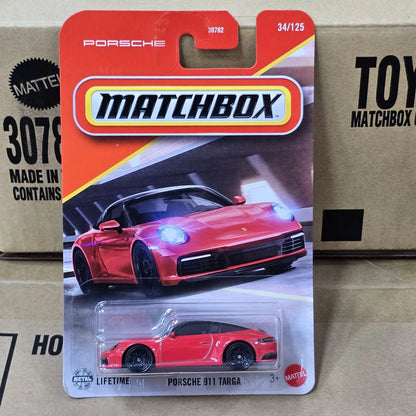 PORSCHE
30782
34/125
MATCHBOX
LIFETIME
PORSCHE 911 TARGA
3+
MATTEL
METAL
MATTEL
3078
MADE IN
CONTAINS
TOY
MATCHBOX
HO